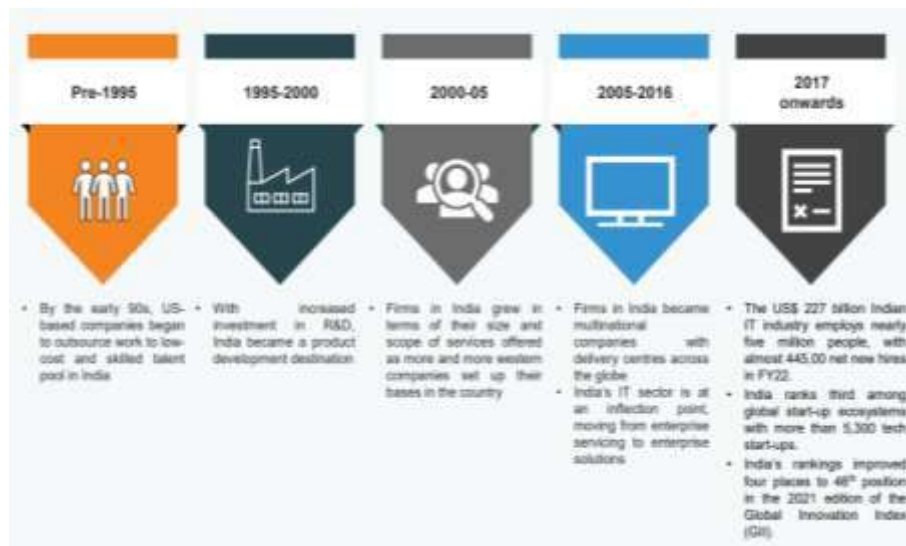 Pre-1995
• By the early 90s, US-
based companies began
to outsource work to low-
cost and skilled talent
pool in India
1995-2000
• With increased
investment in R&D,
India became a product
development destination
2000-05
• Firms in India grew in
terms of their size and
scope of services offered
as more and more western
companies set up their
bases in the country
2005-2016
• Firms in India became
multinational
companies with
delivery centres across
the globe
• India's IT sector is at
an inflection point,
moving from enterprise
servicing to enterprise
solutions
2017
onwards
• The US$ 227 billion Indian
IT industry employs nearly
five million people, with
almost 445,00 net new hires
in FY22.
• India ranks third among
global start-up ecosystems
with more than 5,300 tech
start-ups.
• India's rankings improved
four places to 46th position
in the 2021 edition of the
Global Innovation Index
(GII).